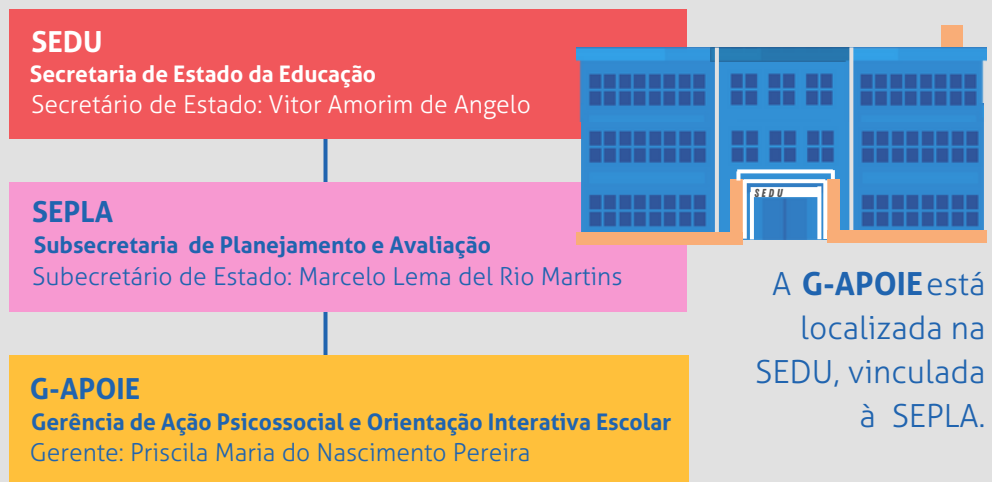 SEDU
Secretaria de Estado da Educação
Secretário de Estado: Vitor Amorim de Angelo
SEPLA
Subsecretaria de Planejamento e Avaliação
Subecretário de Estado: Marcelo Lema del Rio Martins
G-APOIE
Gerência de Ação Psicossocial e Orientação Interativa Escolar
Gerente: Priscila Maria do Nascimento Pereira
SEDU
A G-APOIE está
localizada na
SEDU, vinculada
à SEPLA.